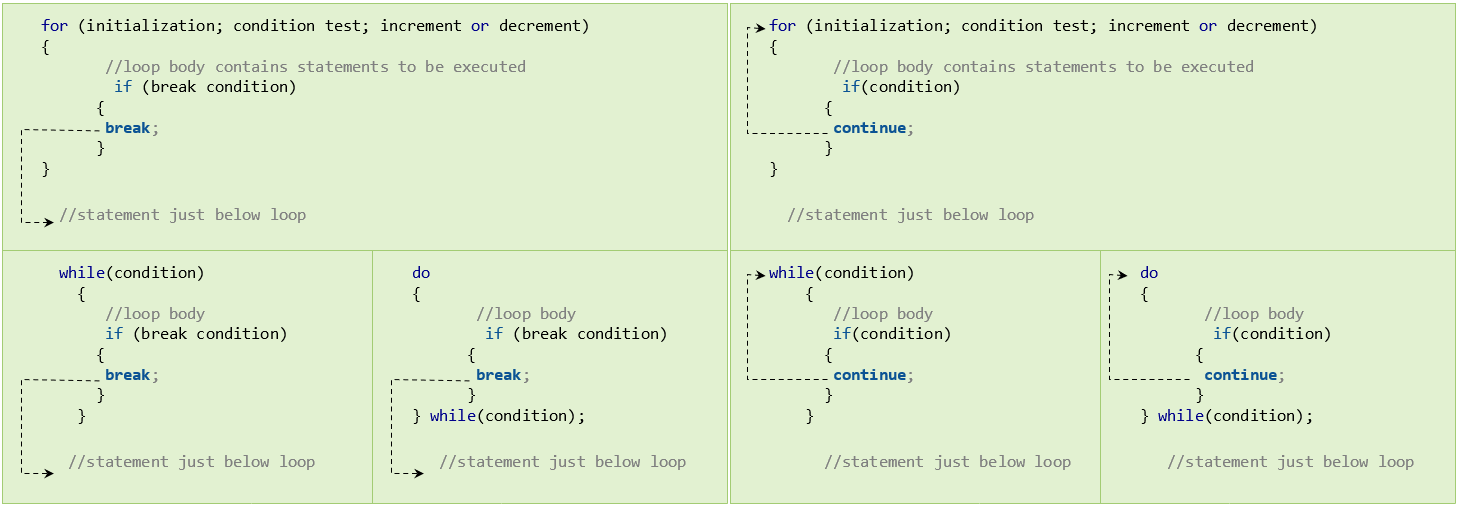 for (initialization; condition test; increment or decrement)
{
//loop body contains statements to be executed
if (break condition)
{
break;
}
}
//statement just below loop
for (initialization; condition test; increment or decrement)
{
//loop body contains statements to be executed
if(condition)
{
continue;
}
}
//statement just below loop
while(condition)
{
//loop body
if (break condition)
{
break;
}
}
//statement just below loop
do
{
//loop body
if (break condition)
{
break;
}
} while(condition);
//statement just below loop
while(condition)
{
//loop body
if(condition)
{
continue;
}
}
//statement just below loop
do
{
//loop body
if(condition)
{
continue;
}
} while(condition);
//statement just below loop